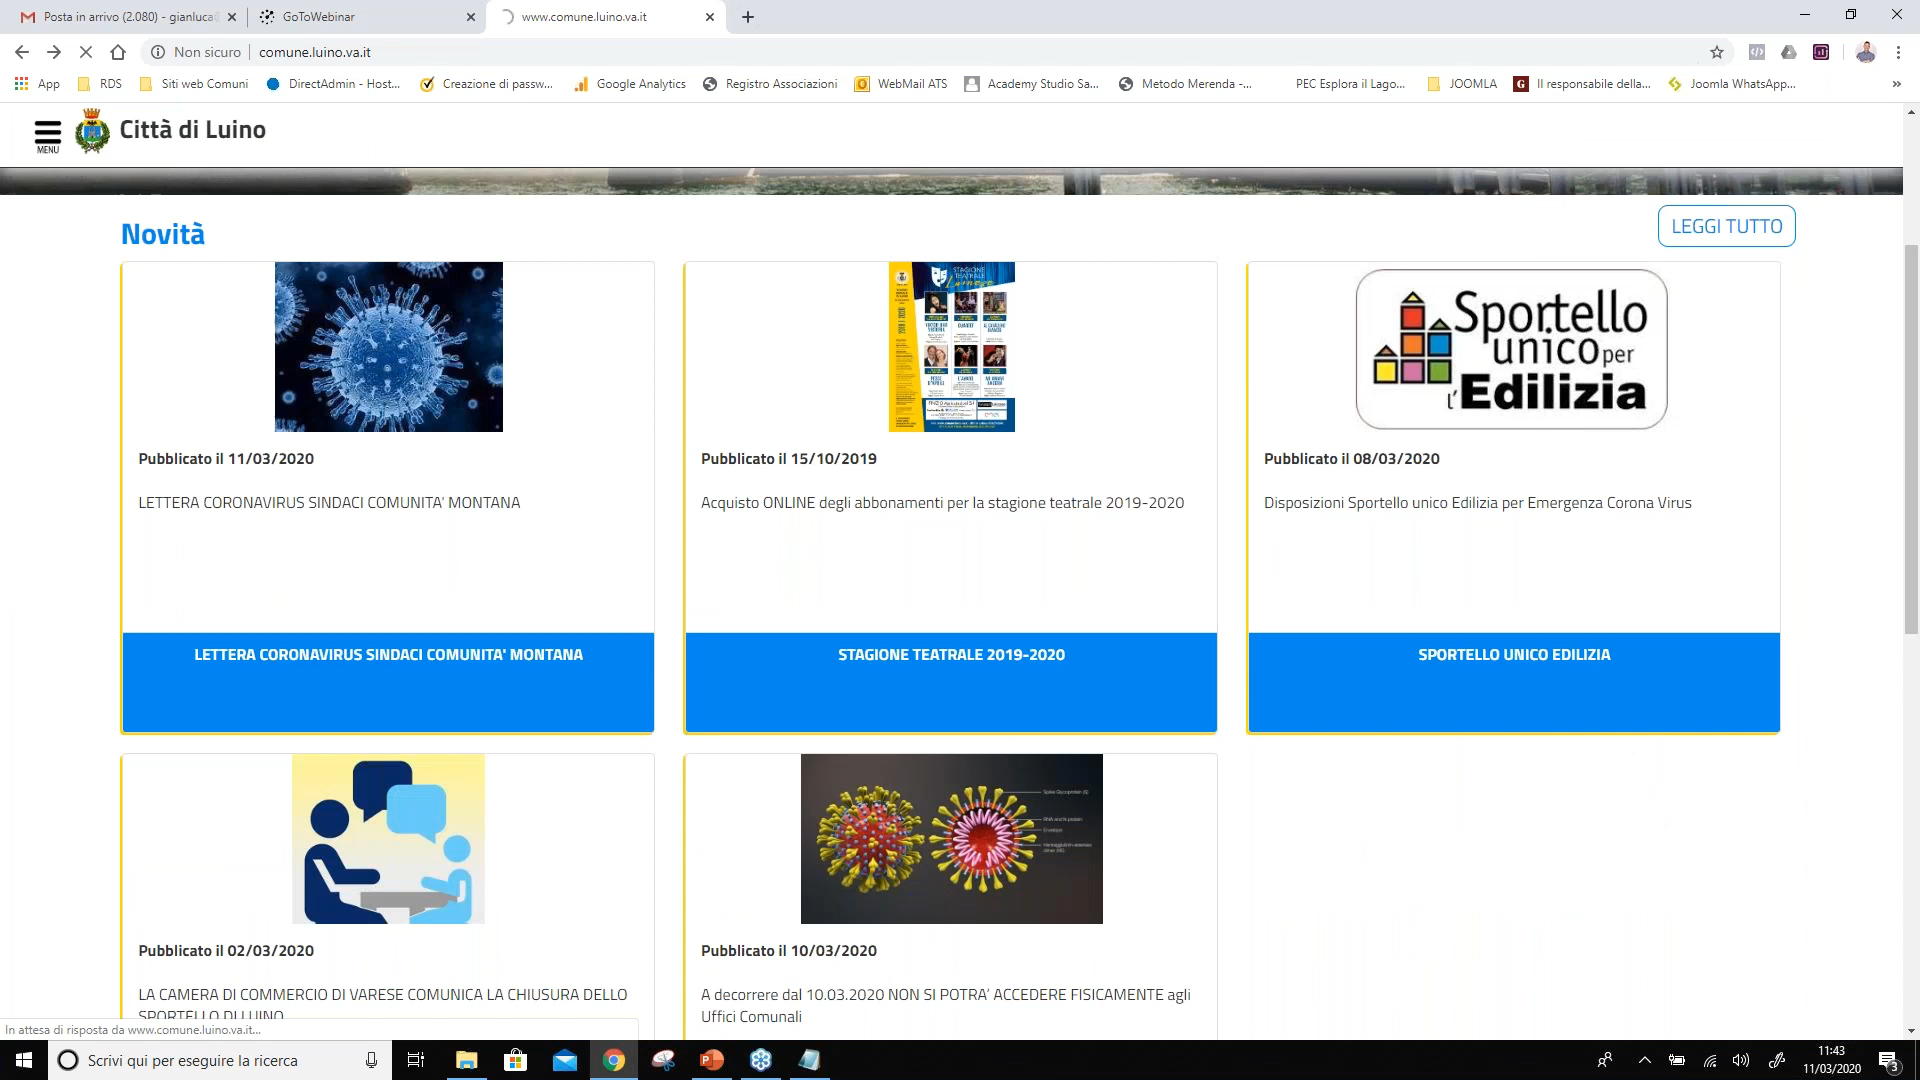 Posta in arrivo (2.080) - gianluca@
GoToWebinar
www.comune.luino.va.it
Non sicuro
comune.luino.va.it
App
RDS
Siti web Comuni
DirectAdmin - Host...
Creazione di passw...
Google Analytics
Registro Associazioni
WebMail ATS
Academy Studio Sa...
Metodo Merenda -...
PEC Esplora il Lago...
JOOMLA
Il responsabile della...
Joomla WhatsApp...
MENU
Città di Luino
Novità
LEGGI TUTTO
STAGIONE
TEATRALE
Luinese
Sportello
unico per
l'Edilizia
Pubblicato il 11/03/2020
Pubblicato il 15/10/2019
Pubblicato il 08/03/2020
LETTERA CORONAVIRUS SINDACI COMUNITA' MONTANA
Acquisto ONLINE degli abbonamenti per la stagione teatrale 2019-2020
Disposizioni Sportello unico Edilizia per Emergenza Corona Virus
LETTERA CORONAVIRUS SINDACI COMUNITA' MONTANA
STAGIONE TEATRALE 2019-2020
SPORTELLO UNICO EDILIZIA
Pubblicato il 02/03/2020
Pubblicato il 10/03/2020
LA CAMERA DI COMMERCIO DI VARESE COMUNICA LA CHIUSURA DELLO
SPORTELLO DI LUINO
A decorrere dal 10.03.2020 NON SI POTRA' ACCEDERE FISICAMENTE agli
Uffici Comunali
In attesa di risposta da www.comune.luino.va.it...
Scrivi qui per eseguire la ricerca
11:43
11/03/2020
3